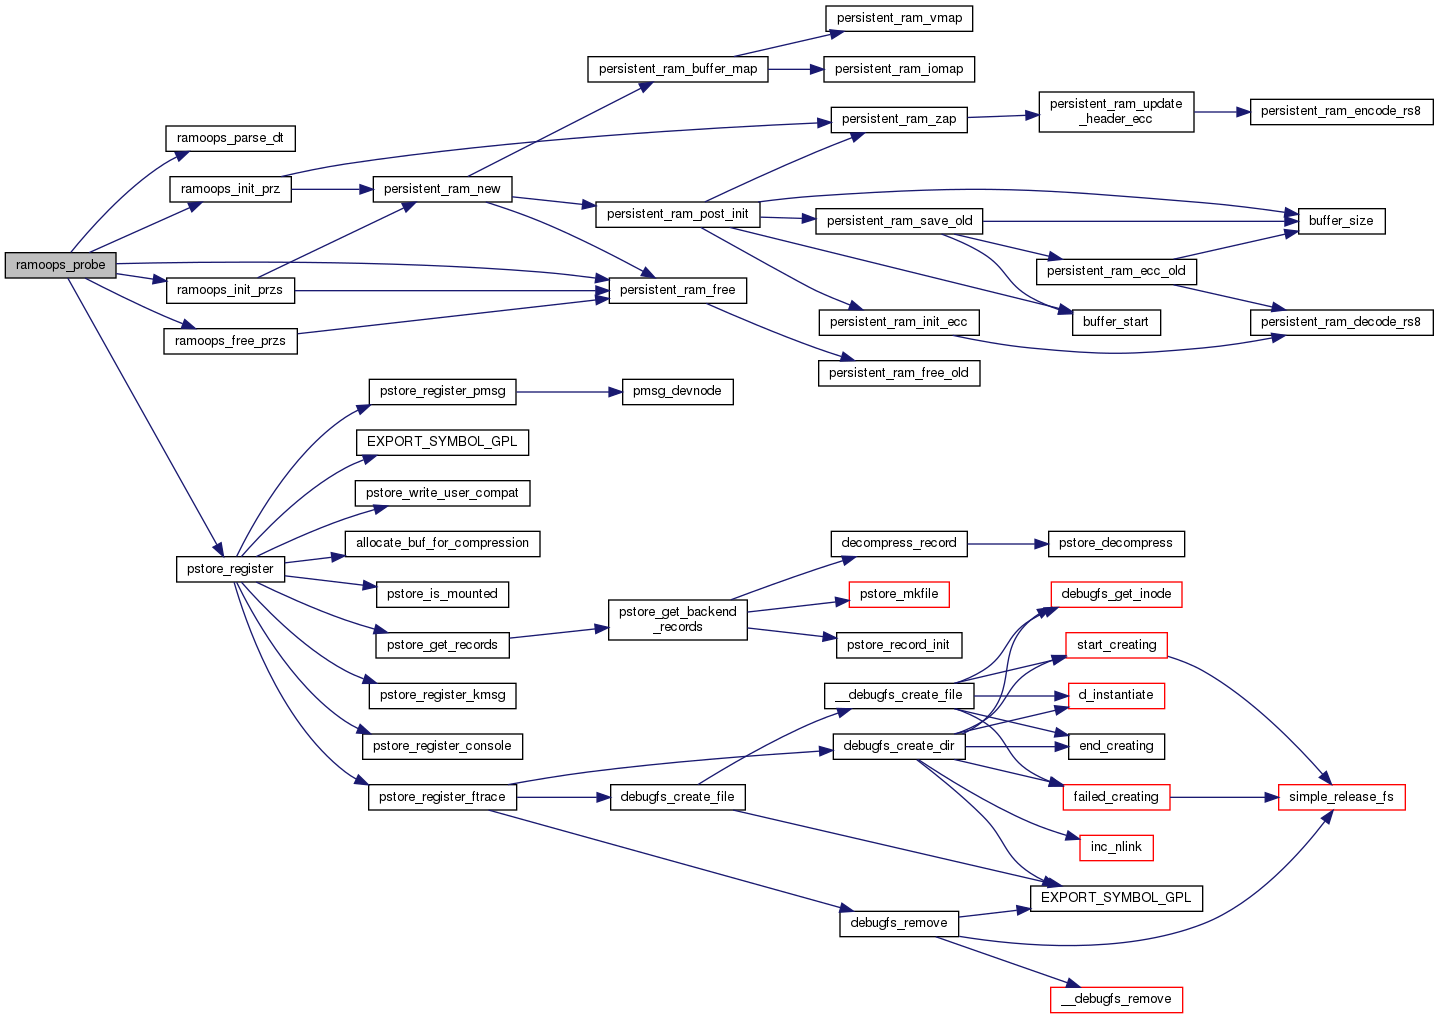 persistent_ram_vmap
persistent_ram_buffer_map
persistent_ram_iomap
persistent_ram_update
_header_ecc
persistent_ram_encode_rs8
persistent_ram_zap
ramoops_parse_dt
ramoops_init_prz
persistent_ram_new
persistent_ram_post_init
persistent_ram_save_old
buffer_size
ramoops_probe
persistent_ram_ecc_old
ramoops_init_przs
persistent_ram_free
persistent_ram_init_ecc
buffer_start
persistent_ram_decode_rs8
ramoops_free_przs
persistent_ram_free_old
pstore_register_pmsg
pmsg_devnode
EXPORT_SYMBOL_GPL
pstore_write_user_compat
allocate_buf_for_compression
decompress_record
pstore_decompress
pstore_register
pstore_is_mounted
pstore_mkfile
debugfs_get_inode
pstore_get_backend
_records
pstore_get_records
pstore_record_init
start_creating
pstore_register_kmsg
__debugfs_create_file
d_instantiate
pstore_register_console
debugfs_create_dir
end_creating
pstore_register_ftrace
debugfs_create_file
failed_creating
simple_release_fs
inc_nlink
EXPORT_SYMBOL_GPL
debugfs_remove
__debugfs_remove